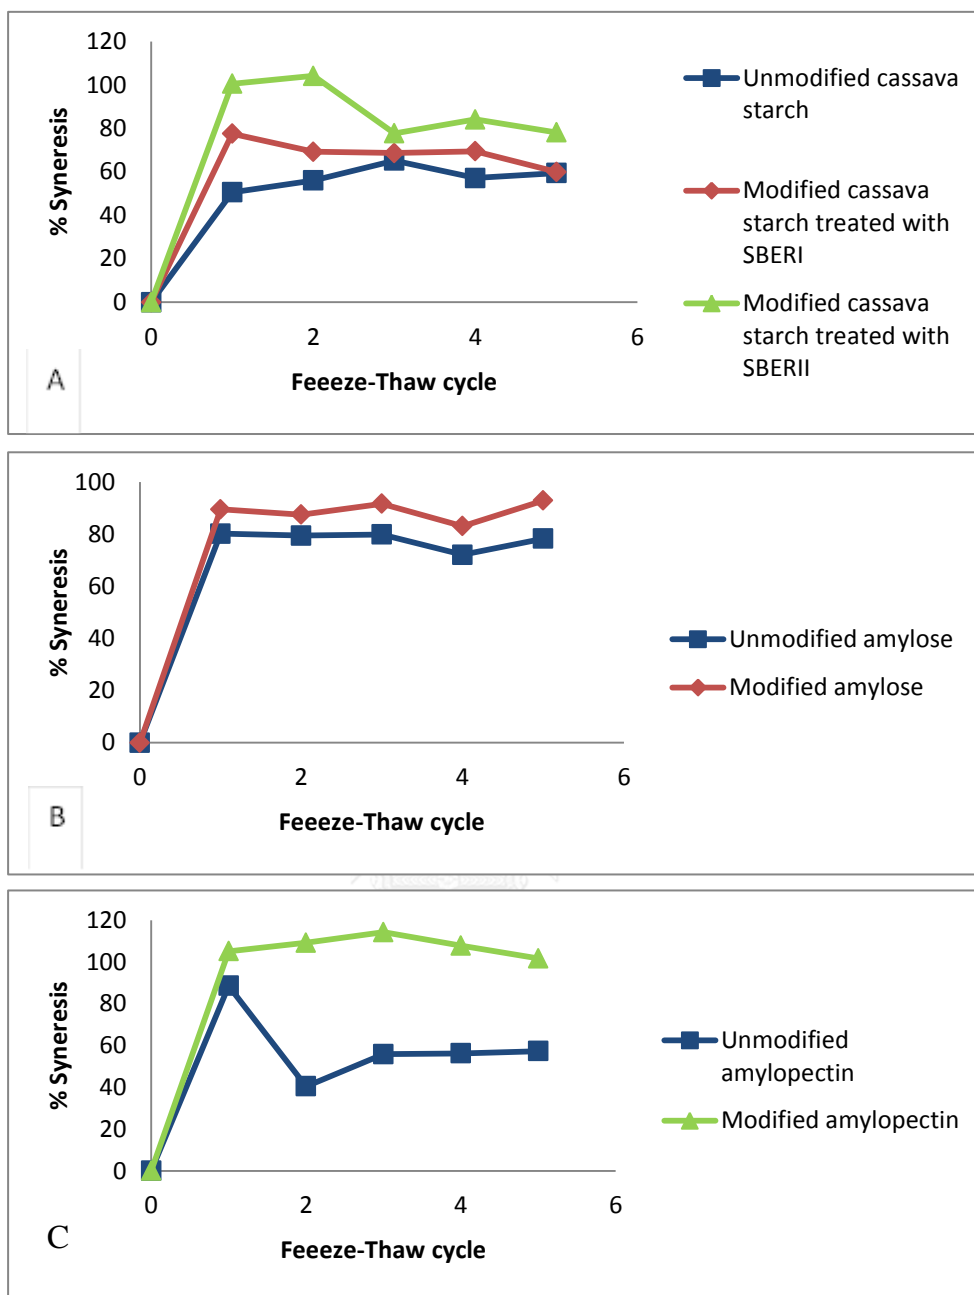 120
100
80
60
40
20
0
% Syneresis
0 2 4 6
Feeeze-Thaw cycle
A
Unmodified cassava
starch
Modified cassava
starch treated with
SBERI
Modified cassava
starch treated with
SBERII
100
80
60
40
20
0
% Syneresis
0 2 4 6
Feeeze-Thaw cycle
B
Unmodified amylose
Modified amylose
120
100
80
60
40
20
0
% Syneresis
0 2 4 6
Feeeze-Thaw cycle
C
Unmodified
amylopectin
Modified amylopectin